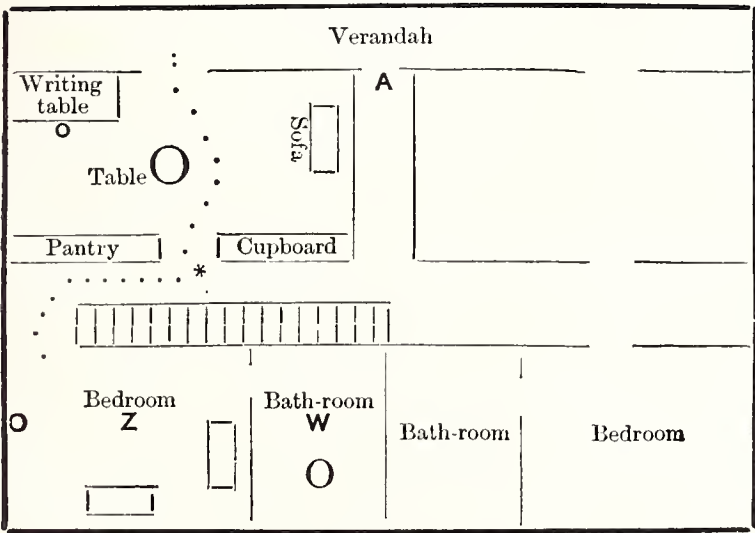 Verandah
Writing
table
A
Sofa
Table
Pantry
Cupboard
*
Bedroom
Z
Bath-room
W
Bath-room
Bedroom